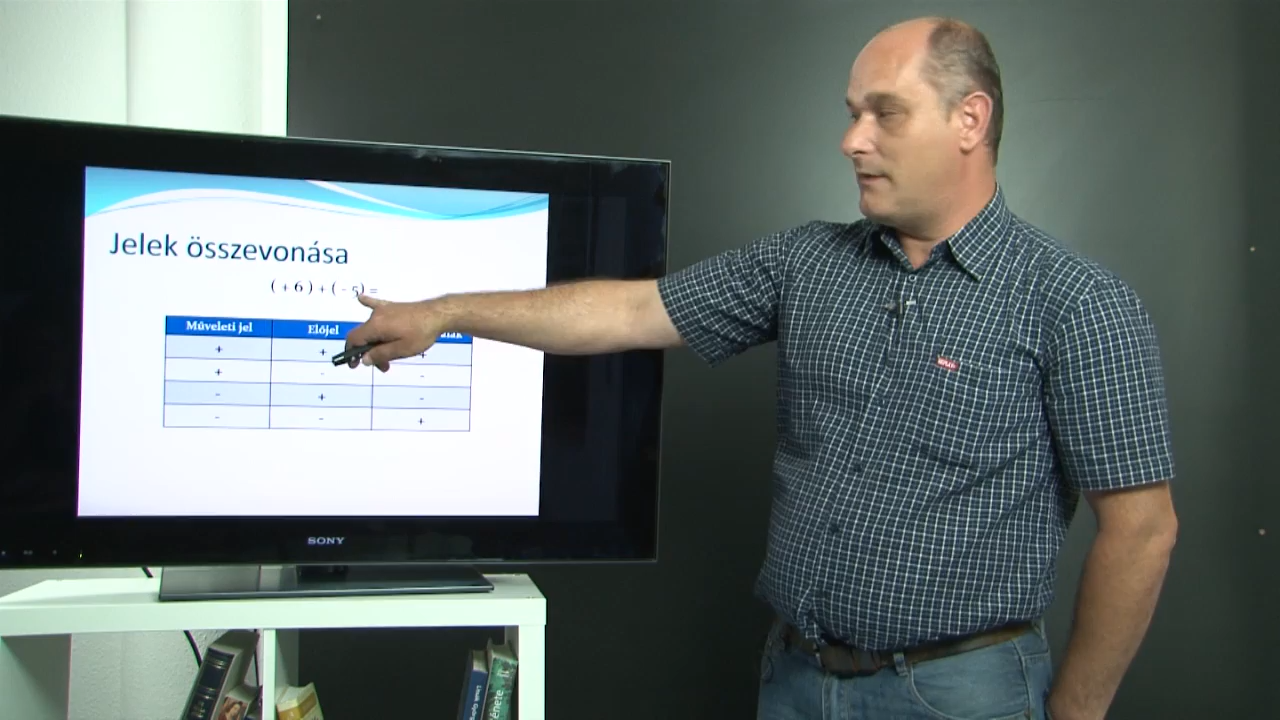 Jelek összevonása
( + 6 ) + ( - 5) =
Műveleti jel Előjel
+ + +
+ - -
- + -
- - +
SONY